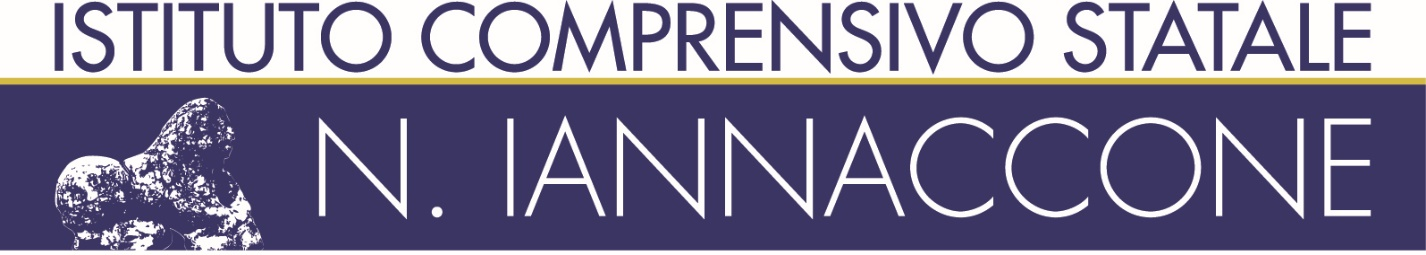 ISTITUTO COMPRENSIVO STATALE
N. IANNACCONE